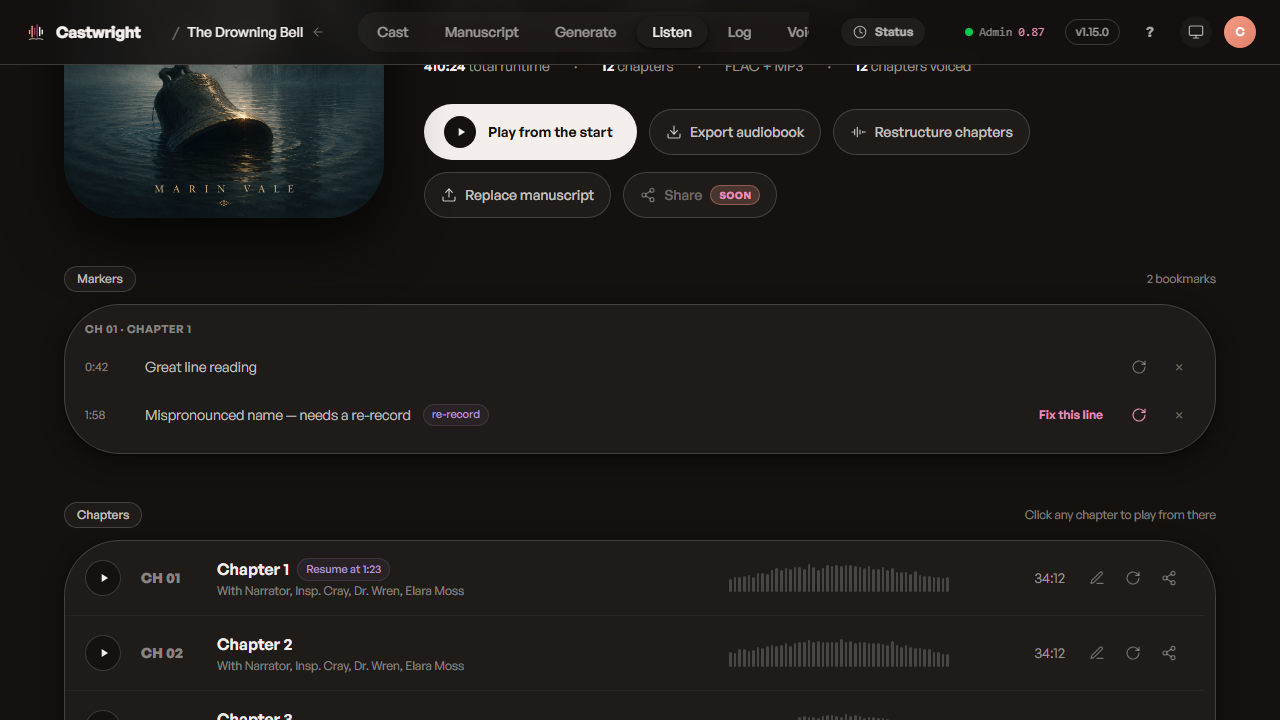 Castwright / The Drowning Bell ← Cast Manuscript Generate Listen Log Voi Status Admin 0.87 v1.15.0 ? C
410:24 total runtime · 12 chapters · FLAC + MP3 · 12 chapters voiced
Play from the start Export audiobook Restructure chapters
MARIN VALE
Replace manuscript Share SOON
Markers 2 bookmarks
CH 01 · CHAPTER 1
0:42 Great line reading ×
1:58 Mispronounced name — needs a re-record re-record Fix this line ×
Chapters Click any chapter to play from there
CH 01 Chapter 1 Resume at 1:23 34:12
With Narrator, Insp. Cray, Dr. Wren, Elara Moss
CH 02 Chapter 2 34:12
With Narrator, Insp. Cray, Dr. Wren, Elara Moss
Chapter 3